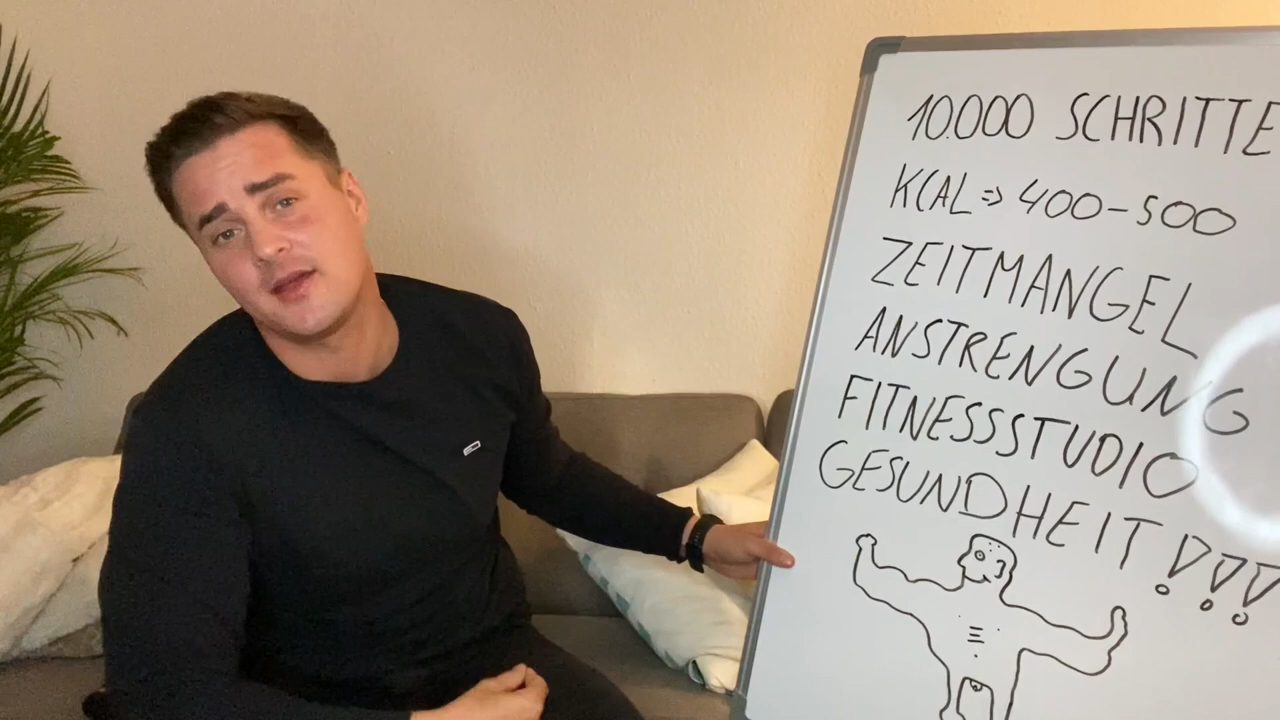 10.000 SCHRITTE
KCAL => 400-500
ZEITMANGEL
ANSTRENGUNG
FITNESSSTUDIO
GESUNDHEIT!!!